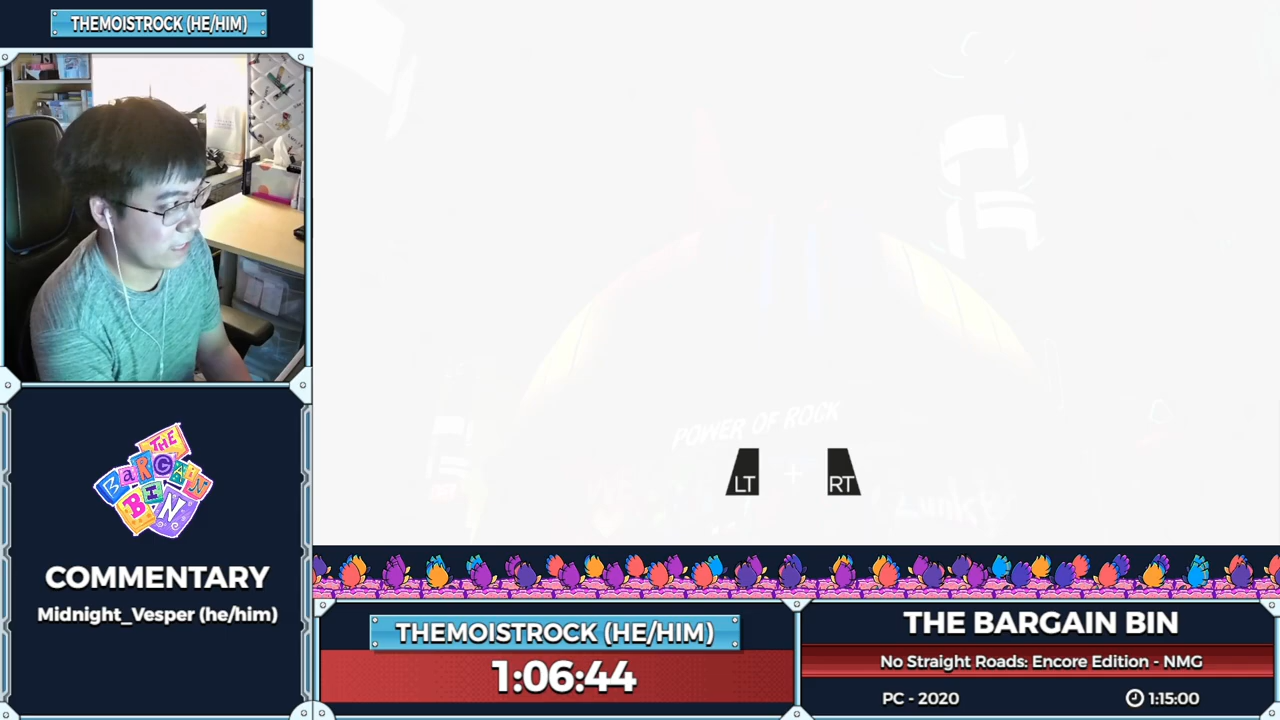 THEMOISTROCK (HE/HIM)
POWER OF ROCK
LT + RT
THE BARGAIN BIN
COMMENTARY
Midnight_Vesper (he/him)
THEMOISTROCK (HE/HIM)
1:06:44
THE BARGAIN BIN
No Straight Roads: Encore Edition - NMG
PC - 2020
1:15:00